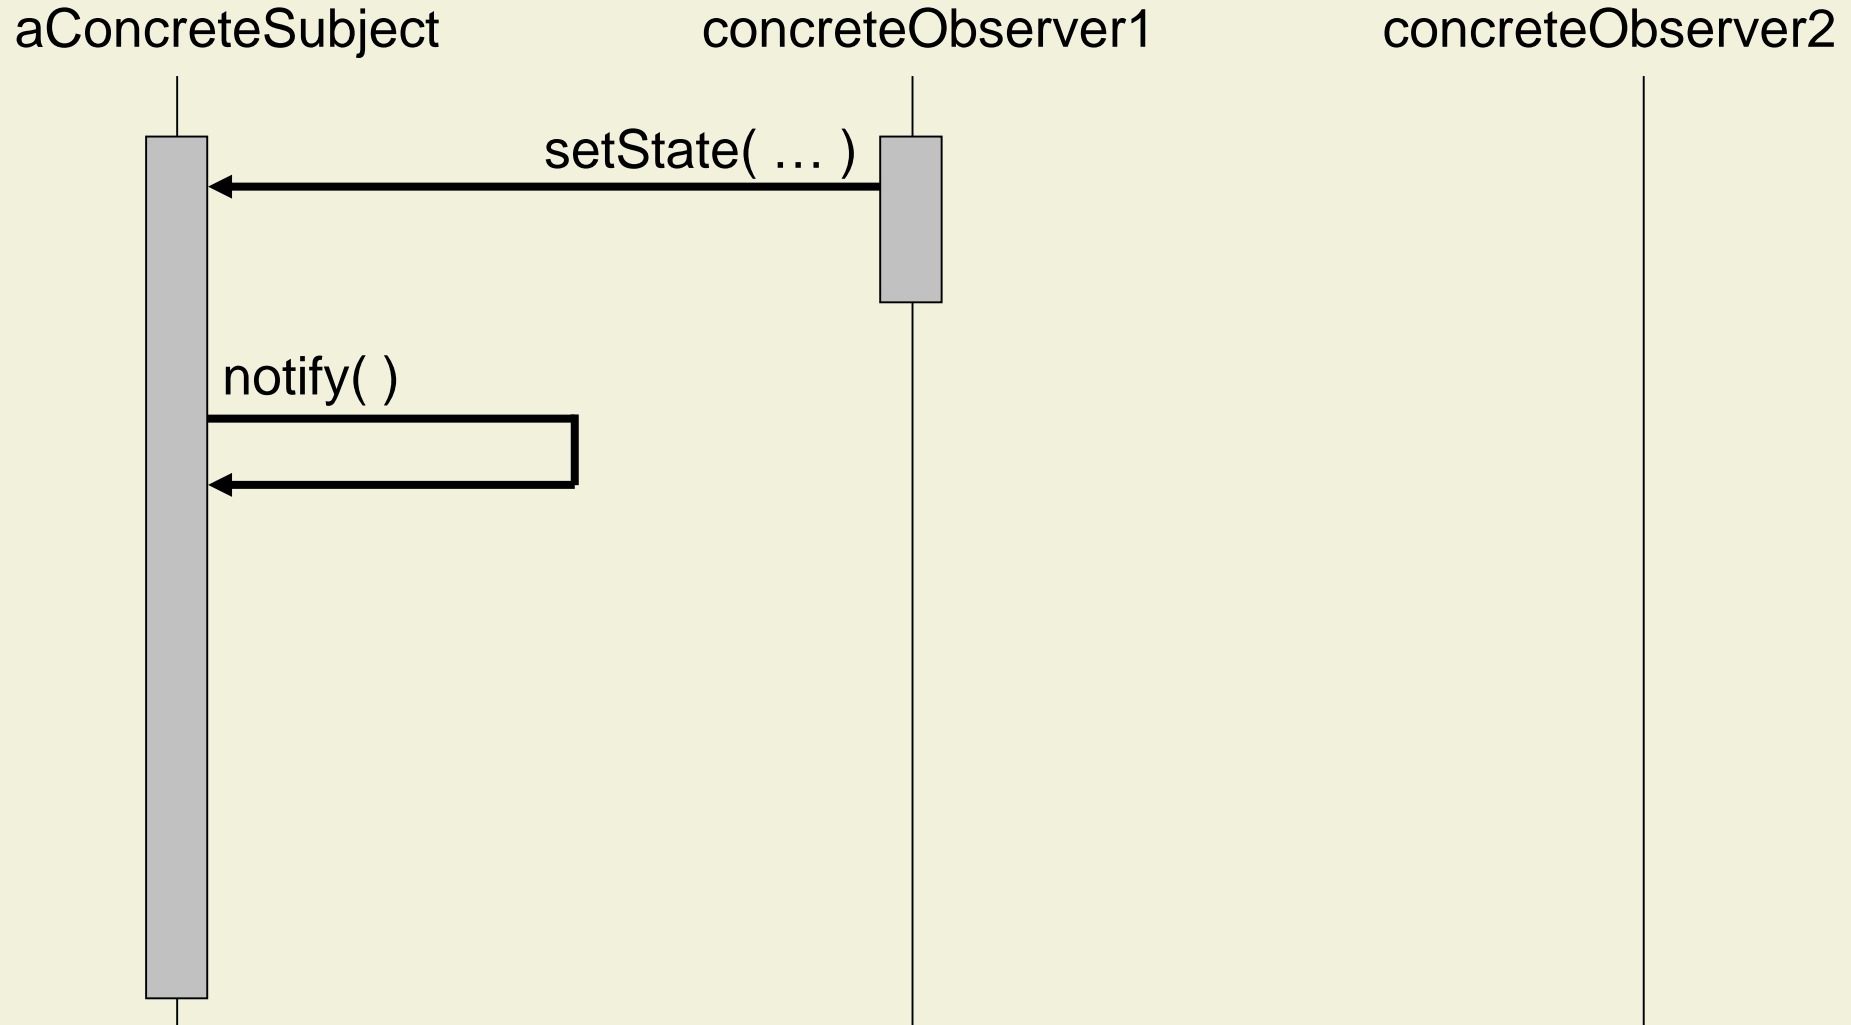 aConcreteSubject
concreteObserver1
concreteObserver2
setState( … )
notify( )